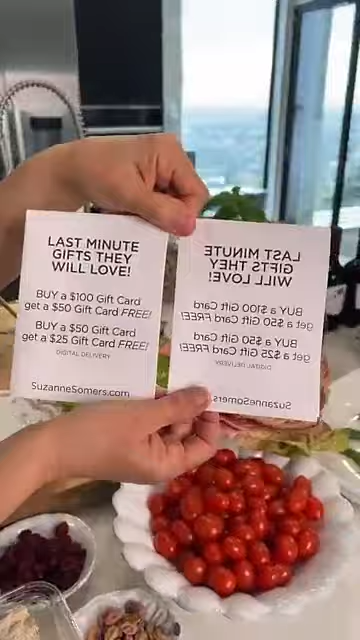 LAST MINUTE
GIFTS THEY
WILL LOVE!
BUY a $100 Gift Card
get a $50 Gift Card FREE!
BUY a $50 Gift Card
get a $25 Gift Card FREE!
DIGITAL DELIVERY
SuzanneSomers.com
LAST MINUTE
GIFTS THEY
WILL LOVE!
BUY a $100 Gift Card
get a $50 Gift Card FREE!
BUY a $50 Gift Card
get a $25 Gift Card FREE!
DIGITAL DELIVERY
SuzanneSomers